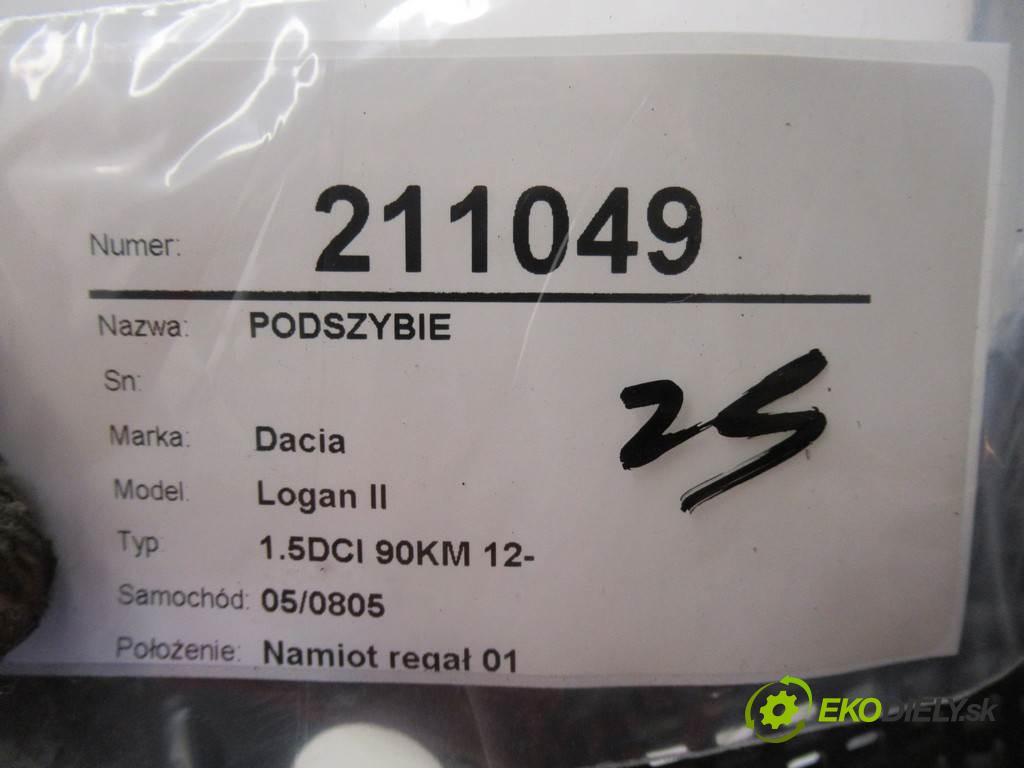 Numer: 211049
Nazwa: PODSZYBIE
Sn:
Marka: Dacia
25
Model: Logan II
Typ: 1.5DCI 90KM 12-
Samochód: 05/0805
Położenie: Namiot regał 01
EKODIELY.sk